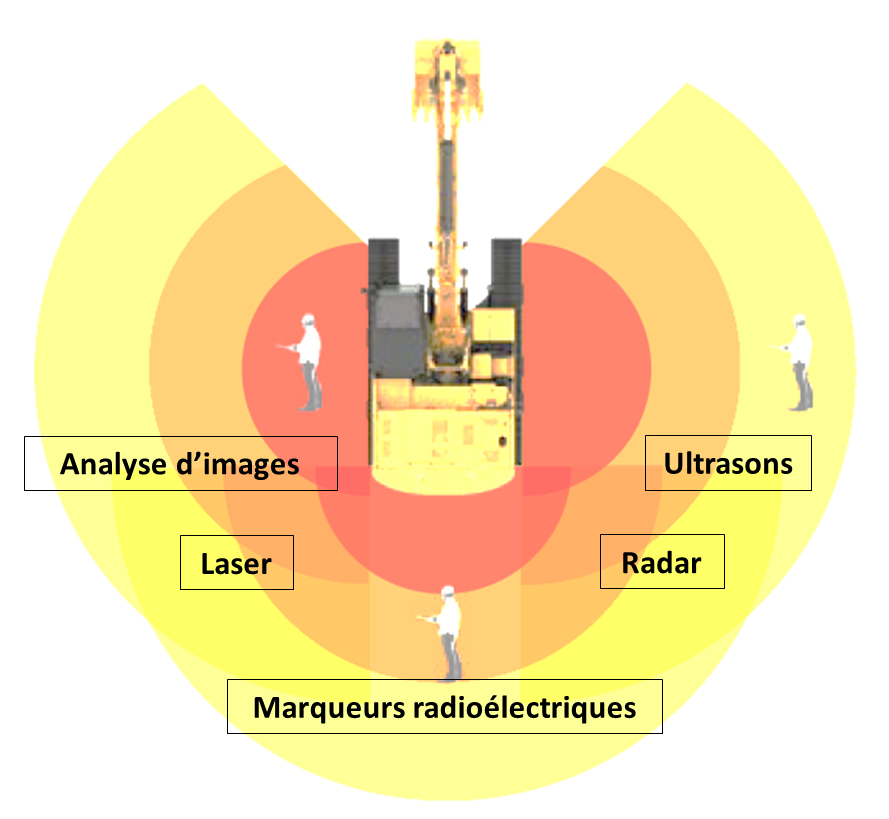 Analyse d’images
Ultrasons
Laser
Radar
Marqueurs radioélectriques